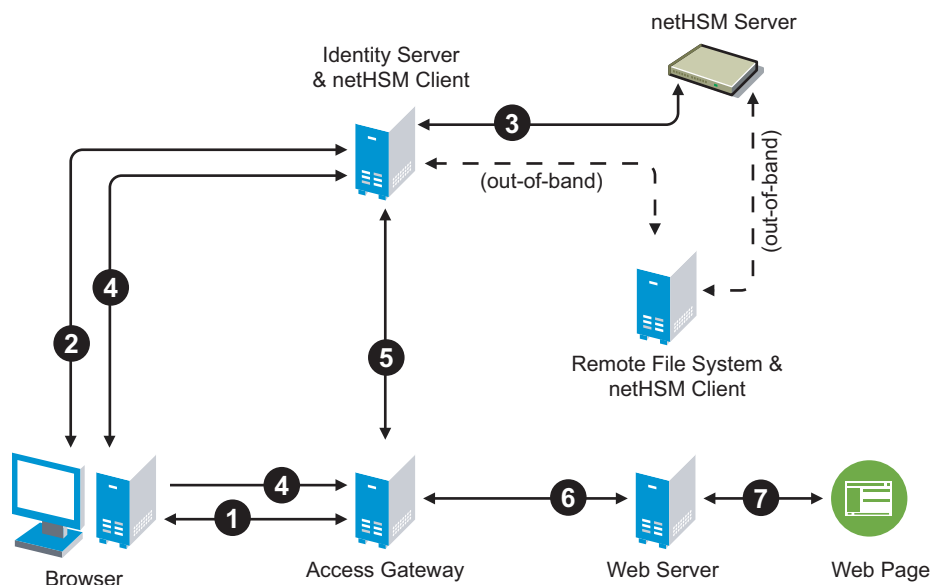 netHSM Server
Identity Server
& netHSM Client
3
(out-of-band)
(out-of-band)
4
2
5
Remote File System &
netHSM Client
4
1
6
7
Browser
Access Gateway
Web Server
Web Page